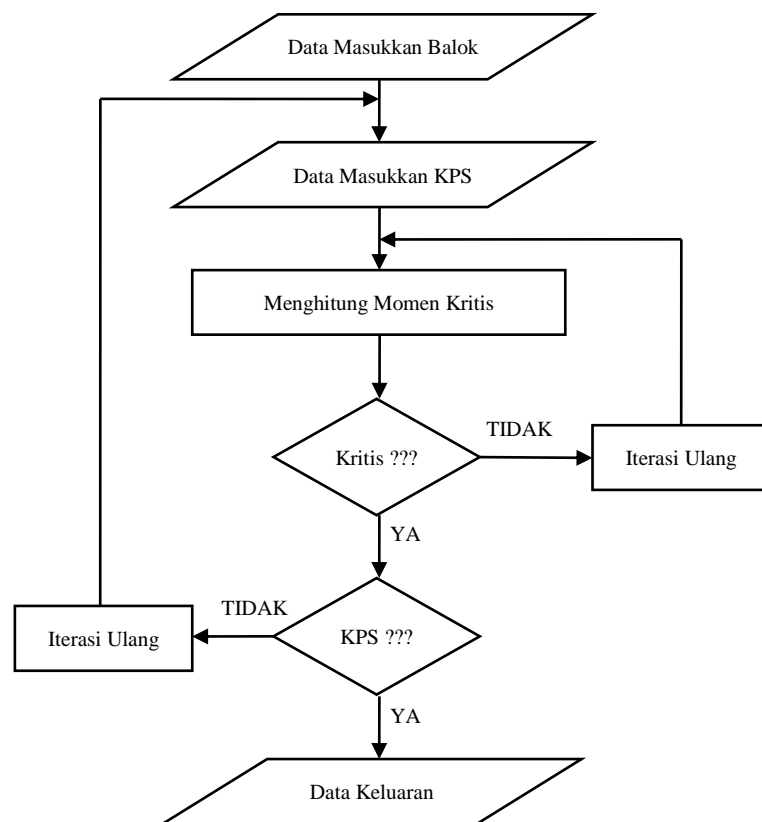 Data Masukkan Balok
Data Masukkan KPS
Menghitung Momen Kritis
Kritis ???
TIDAK
Iterasi Ulang
YA
Iterasi Ulang
TIDAK
KPS ???
YA
Data Keluaran